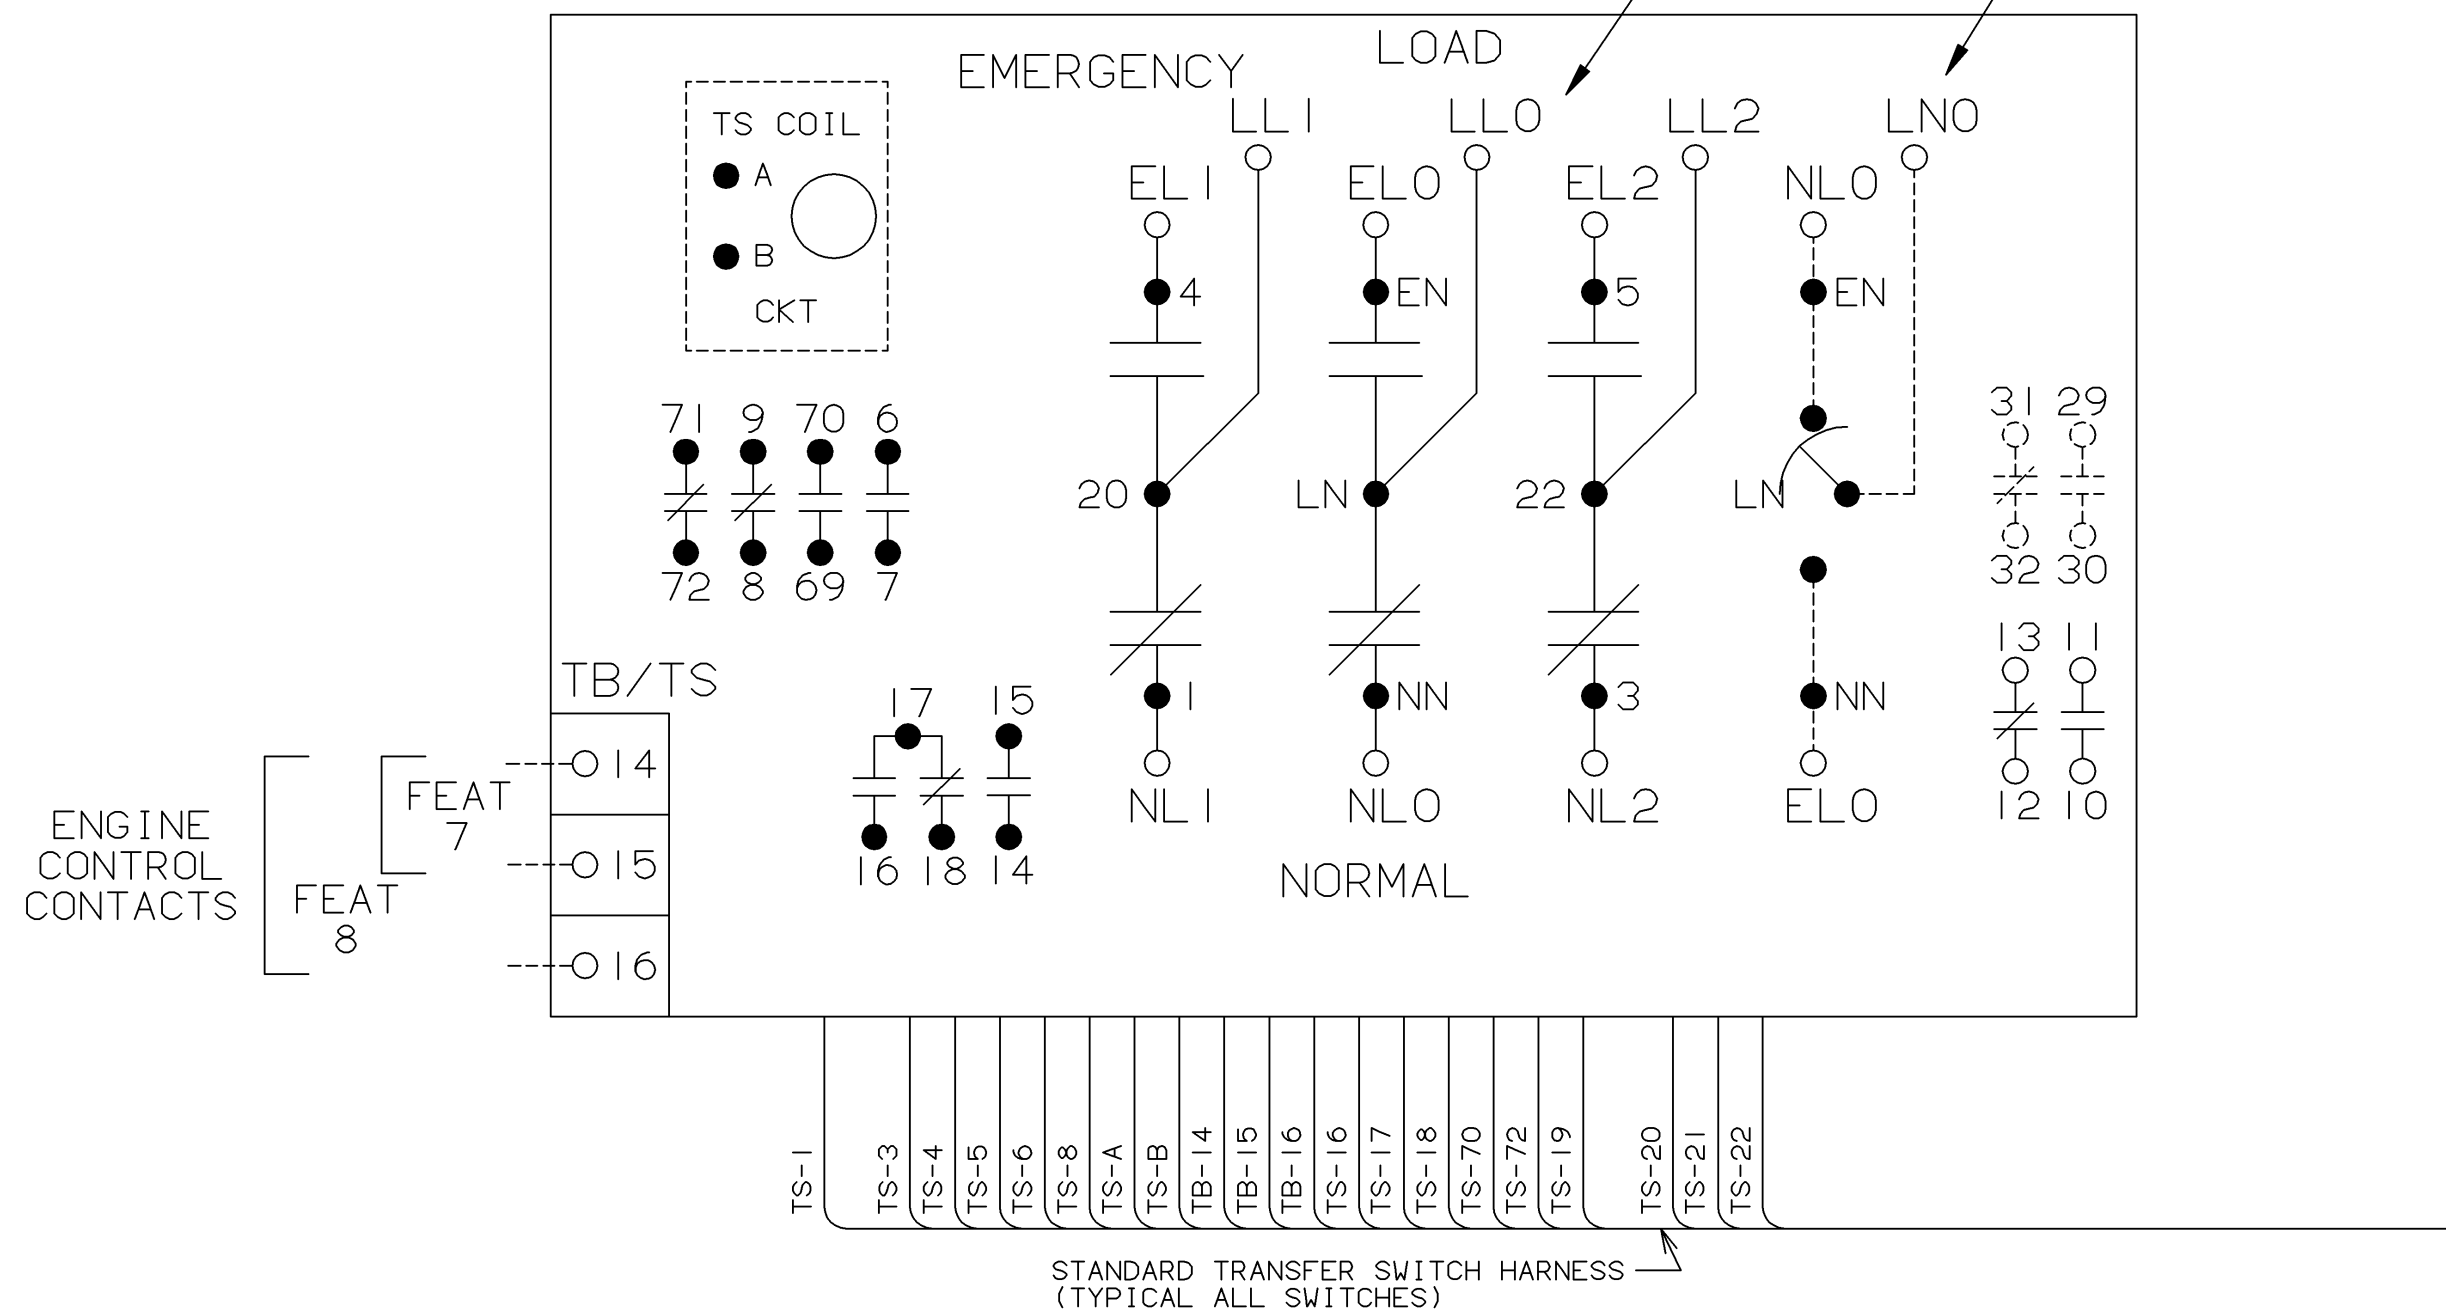 LOAD
EMERGENCY
LL1 LL0 LL2 LN0
TS COIL
A
B
CKT
EL1 EL0 EL2 NL0
4 EN 5 EN
31 29
71 9 70 6
20 LN 22 LN
72 8 69 7
32 30
13 11
TB/TS
17 15
1 NN 3 NN
14
15
16
NL1 NL0 NL2 EL0
12 10
16 18 14
NORMAL
ENGINE
CONTROL
CONTACTS
FEAT
7
FEAT
8
TS-1
TS-3
TS-4
TS-5
TS-6
TS-8
TS-A
TS-B
TB-14
TB-15
TB-16
TS-16
TS-17
TS-18
TS-70
TS-72
TS-19
TS-20
TS-21
TS-22
STANDARD TRANSFER SWITCH HARNESS
(TYPICAL ALL SWITCHES)